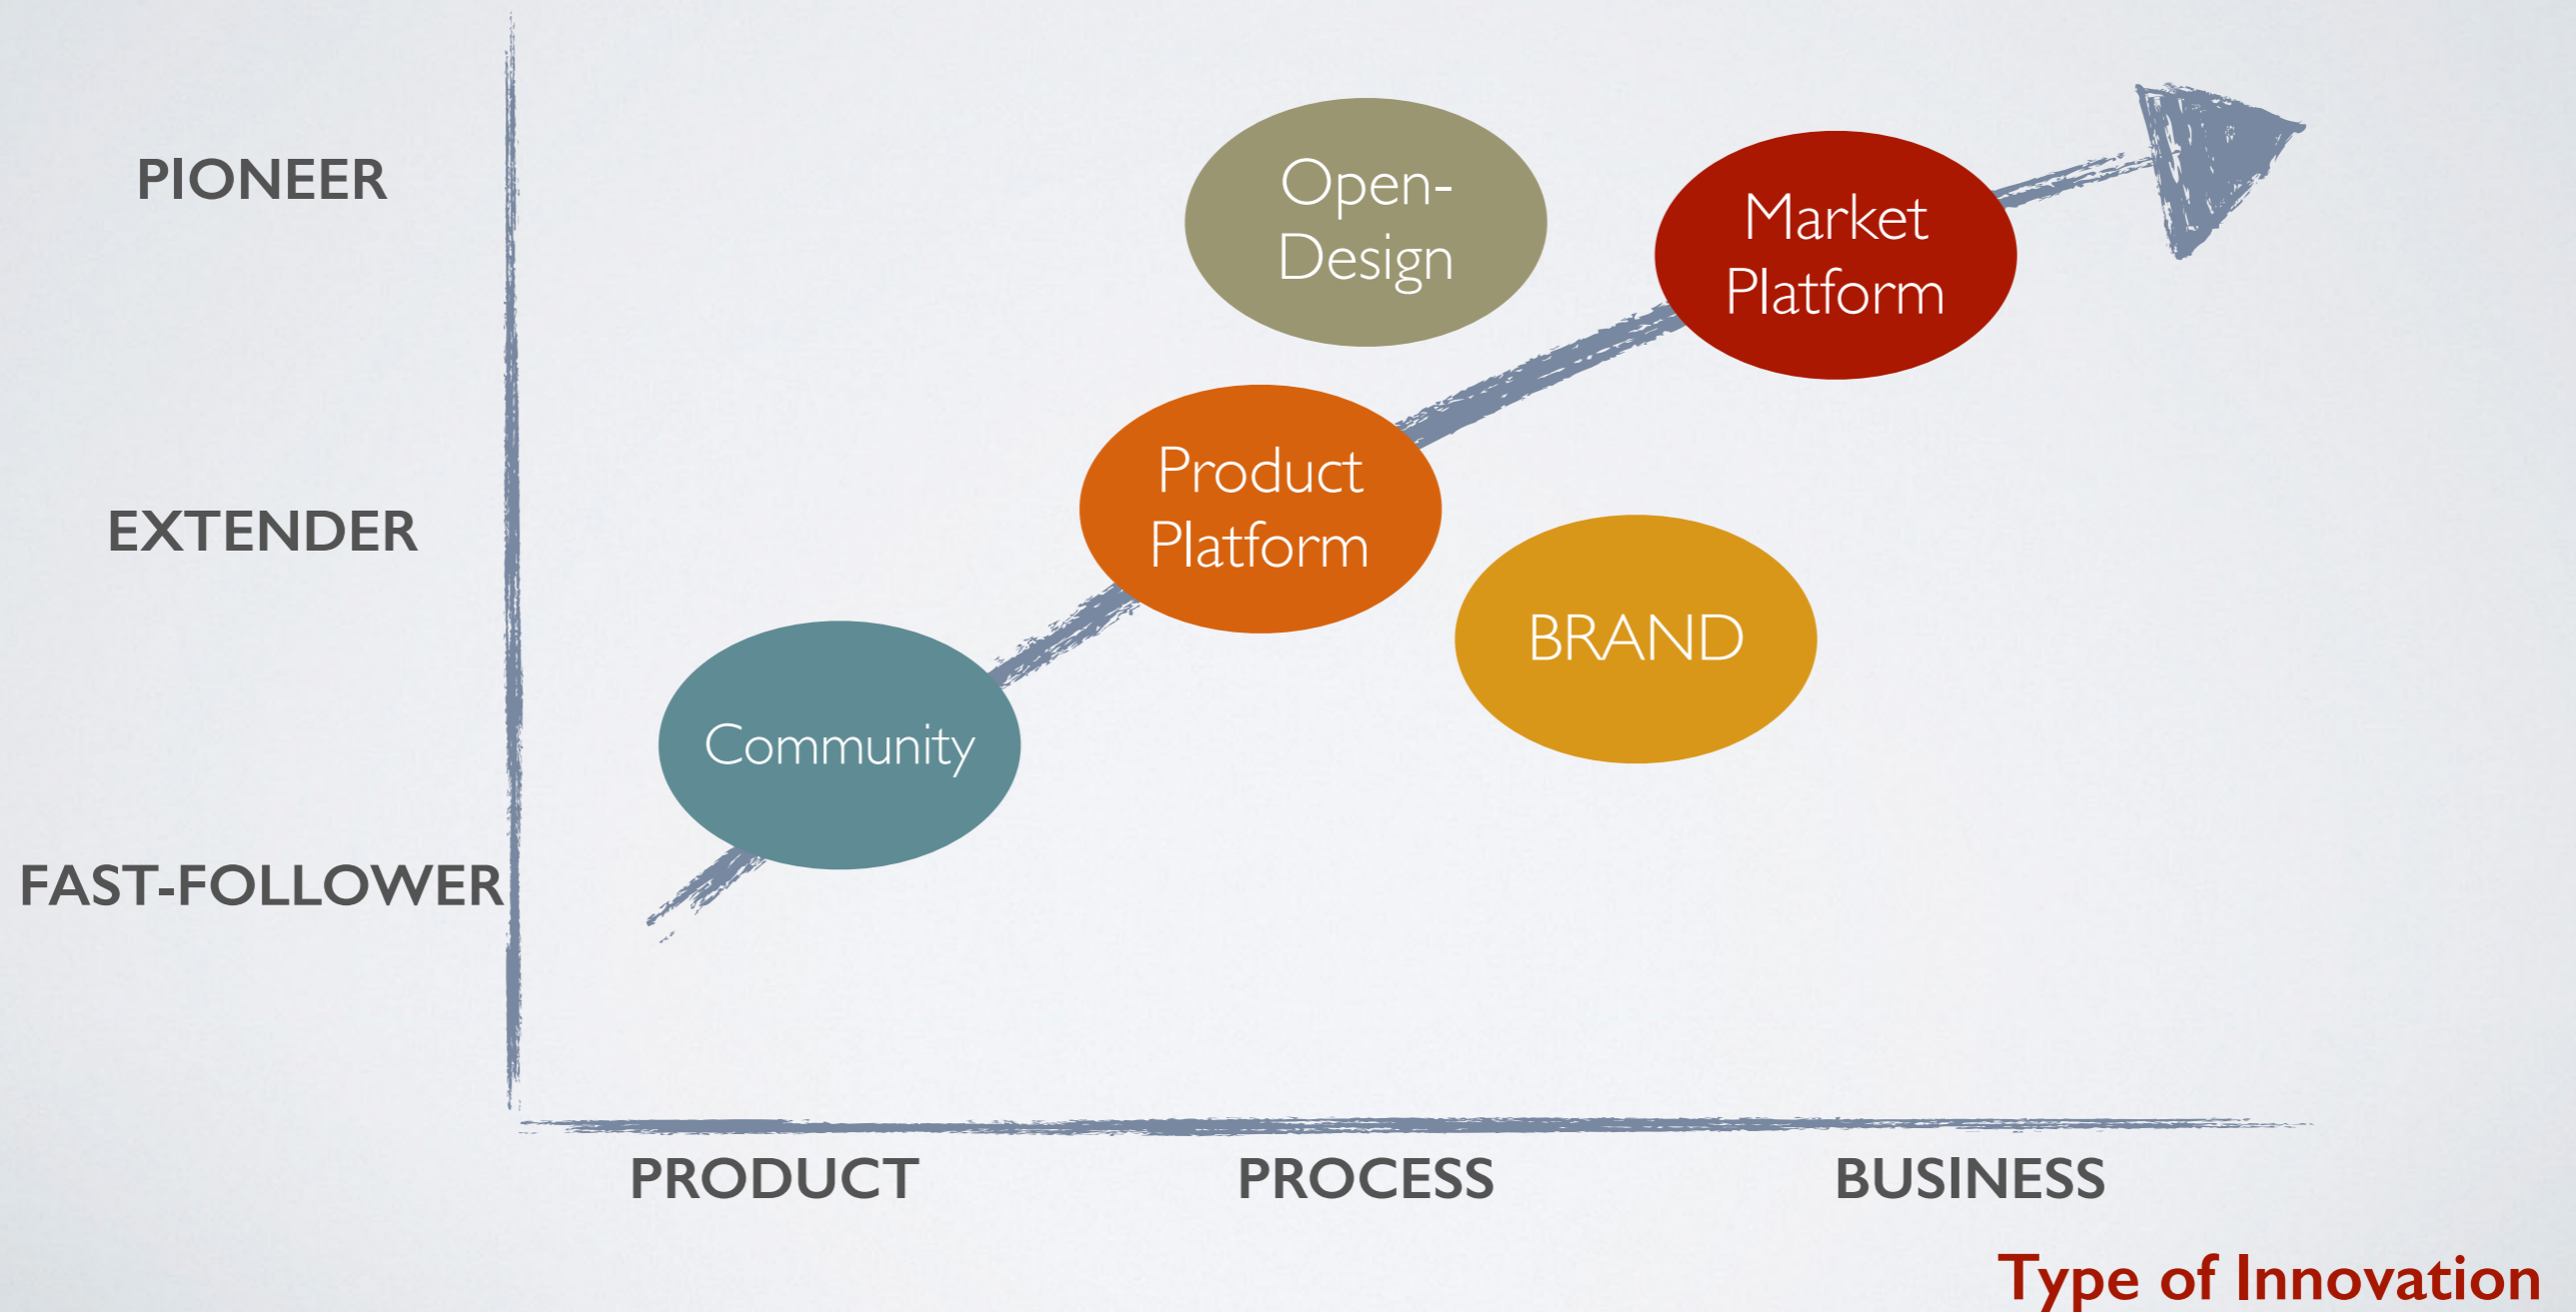 PIONEER
Open-
Design
Market
Platform
EXTENDER
Product
Platform
BRAND
Community
FAST-FOLLOWER
PRODUCT
PROCESS
BUSINESS
Type of Innovation